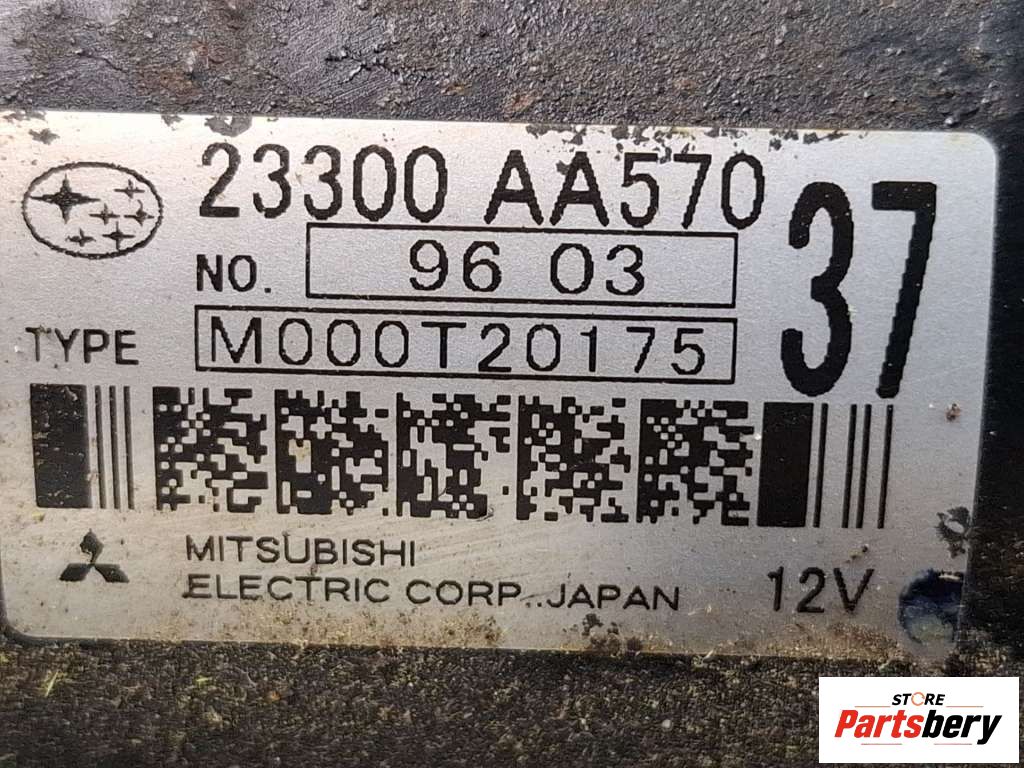 23300 AA570
37
NO. 96 03
TYPE M000T20175
MITSUBISHI
ELECTRIC CORP., JAPAN
12V
STORE
Partsbery